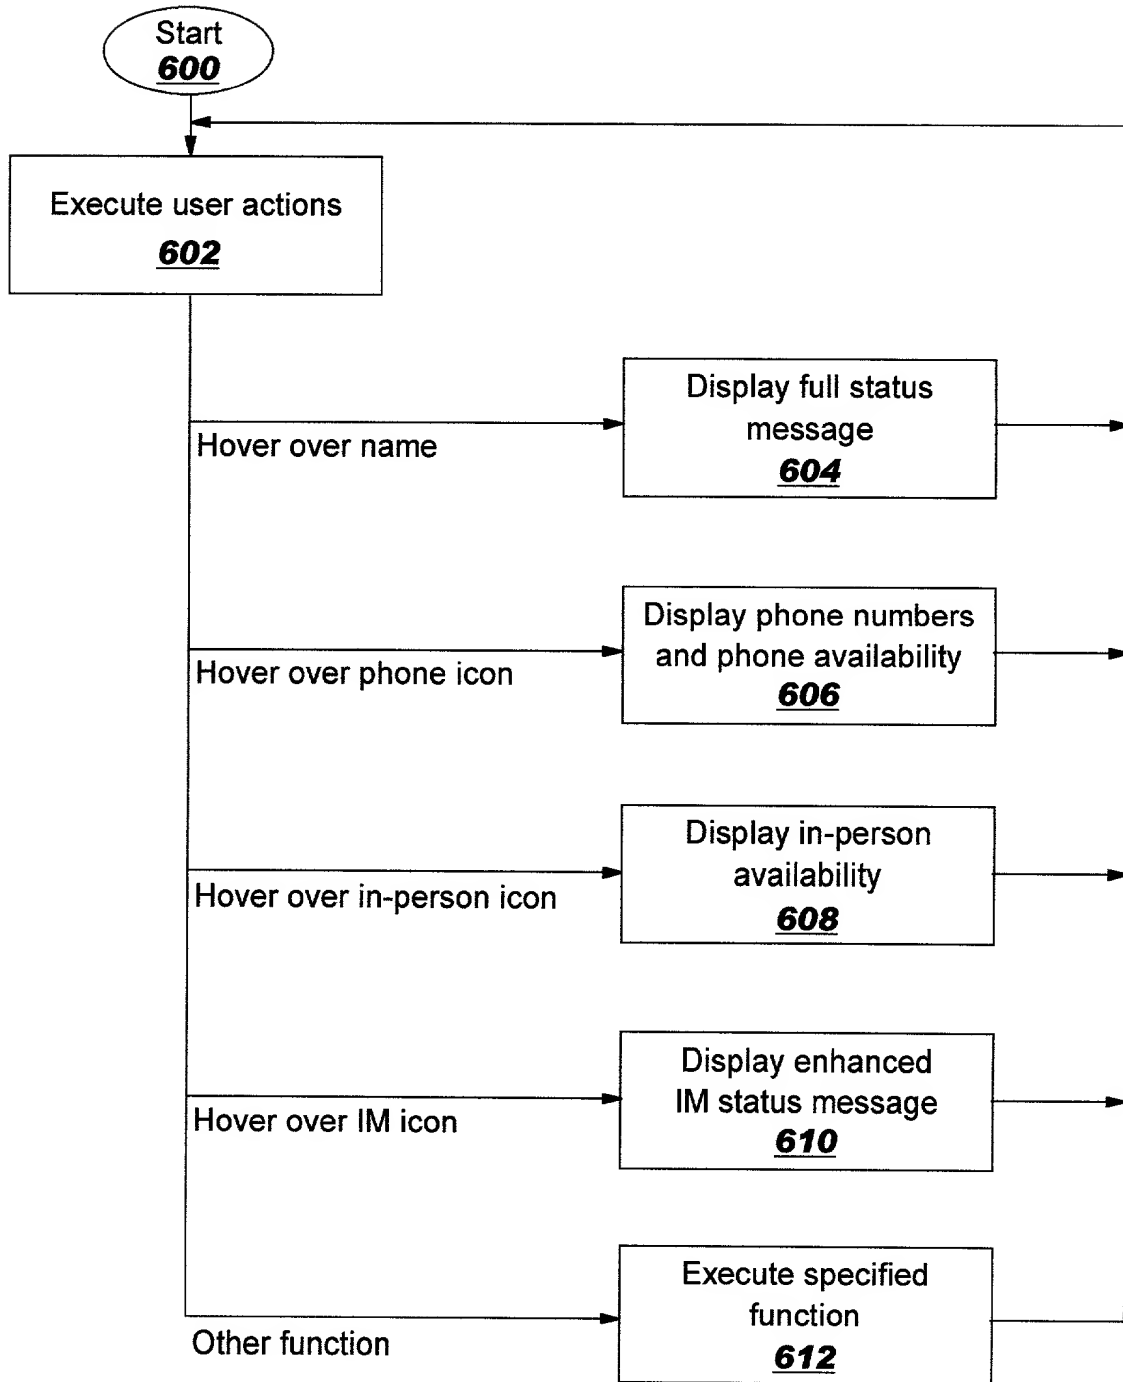 Start
600
Execute user actions
602
Display full status
message
604
Hover over name
Display phone numbers
and phone availability
606
Hover over phone icon
Display in-person
availability
608
Hover over in-person icon
Display enhanced
IM status message
610
Hover over IM icon
Execute specified
function
612
Other function